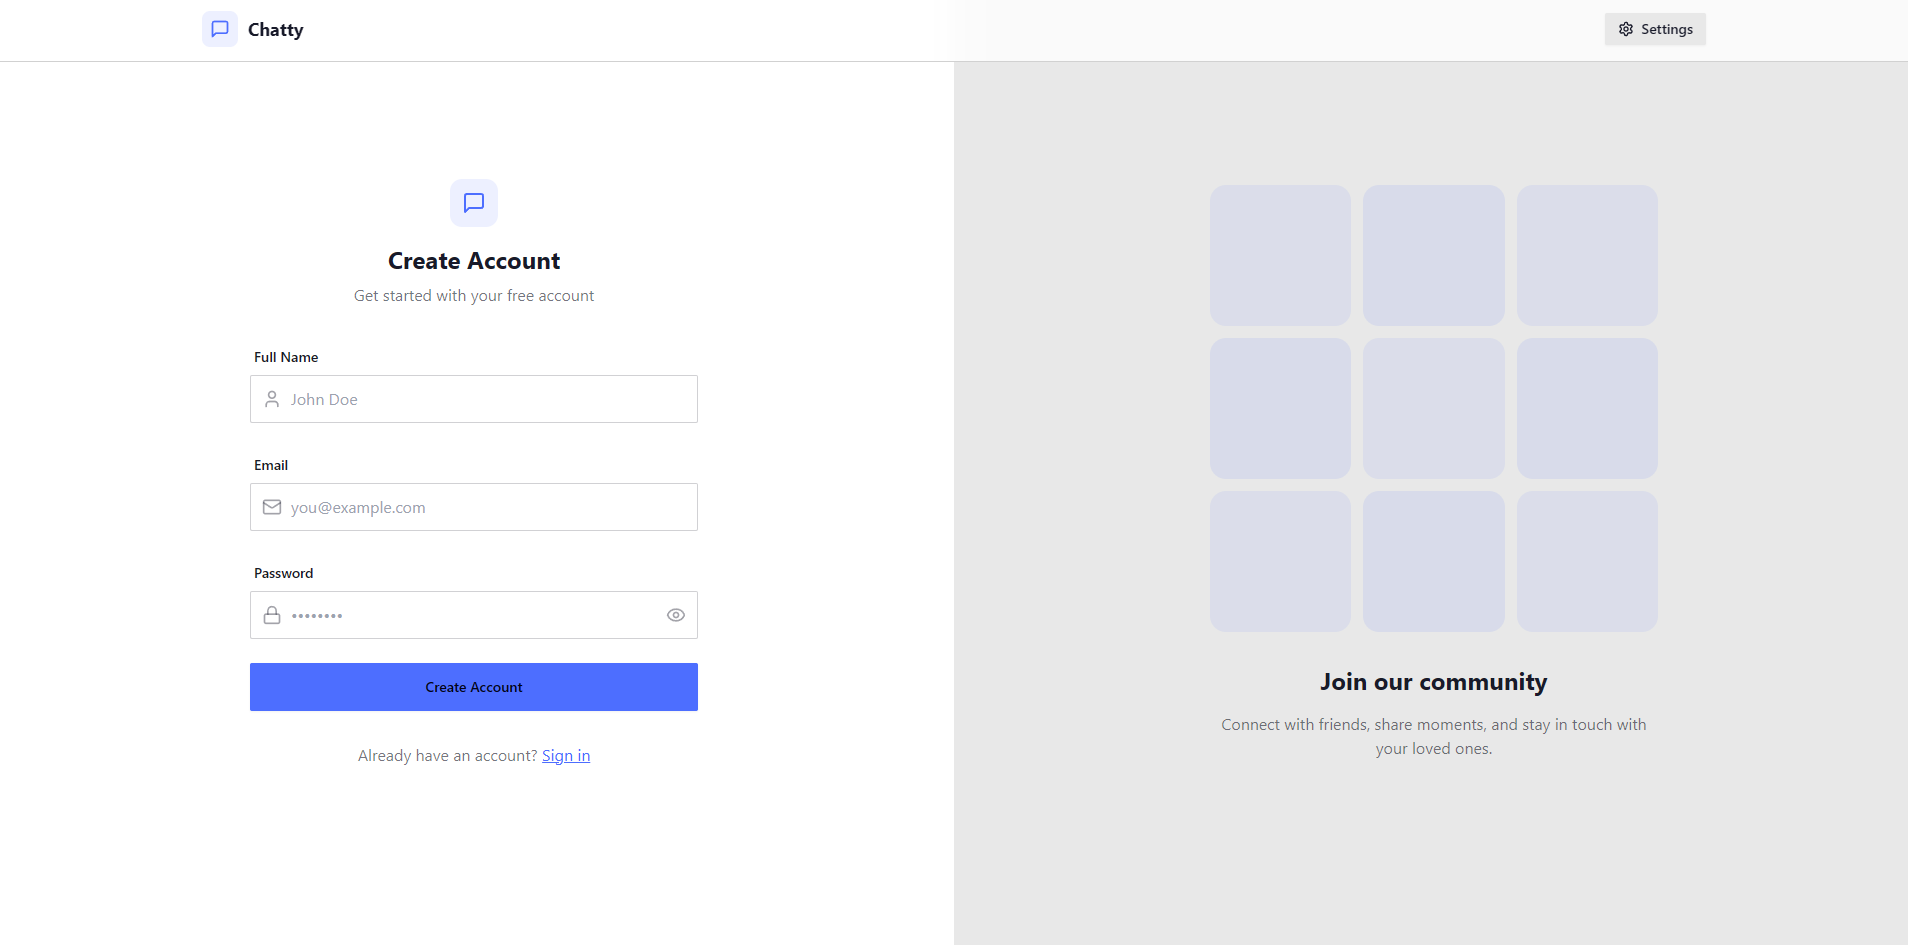 Chatty
Settings
Create Account
Get started with your free account
Full Name
John Doe
Email
you@example.com
Password
••••••••
Create Account
Already have an account? Sign in
Join our community
Connect with friends, share moments, and stay in touch with
your loved ones.